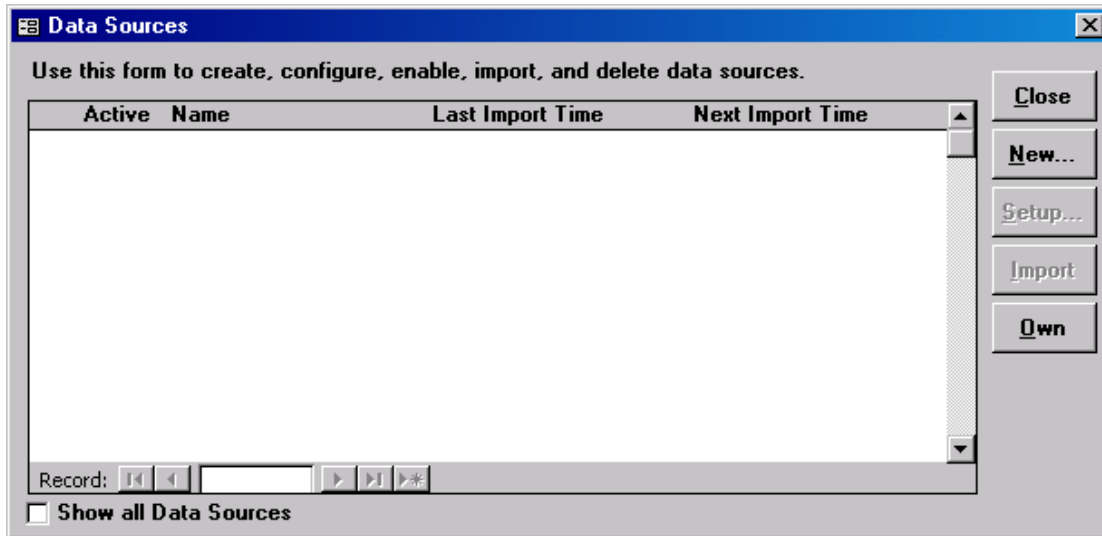 Data Sources
Use this form to create, configure, enable, import, and delete data sources.
Active Name Last Import Time Next Import Time
Close
New...
Setup...
Import
Own
Record:
Show all Data Sources